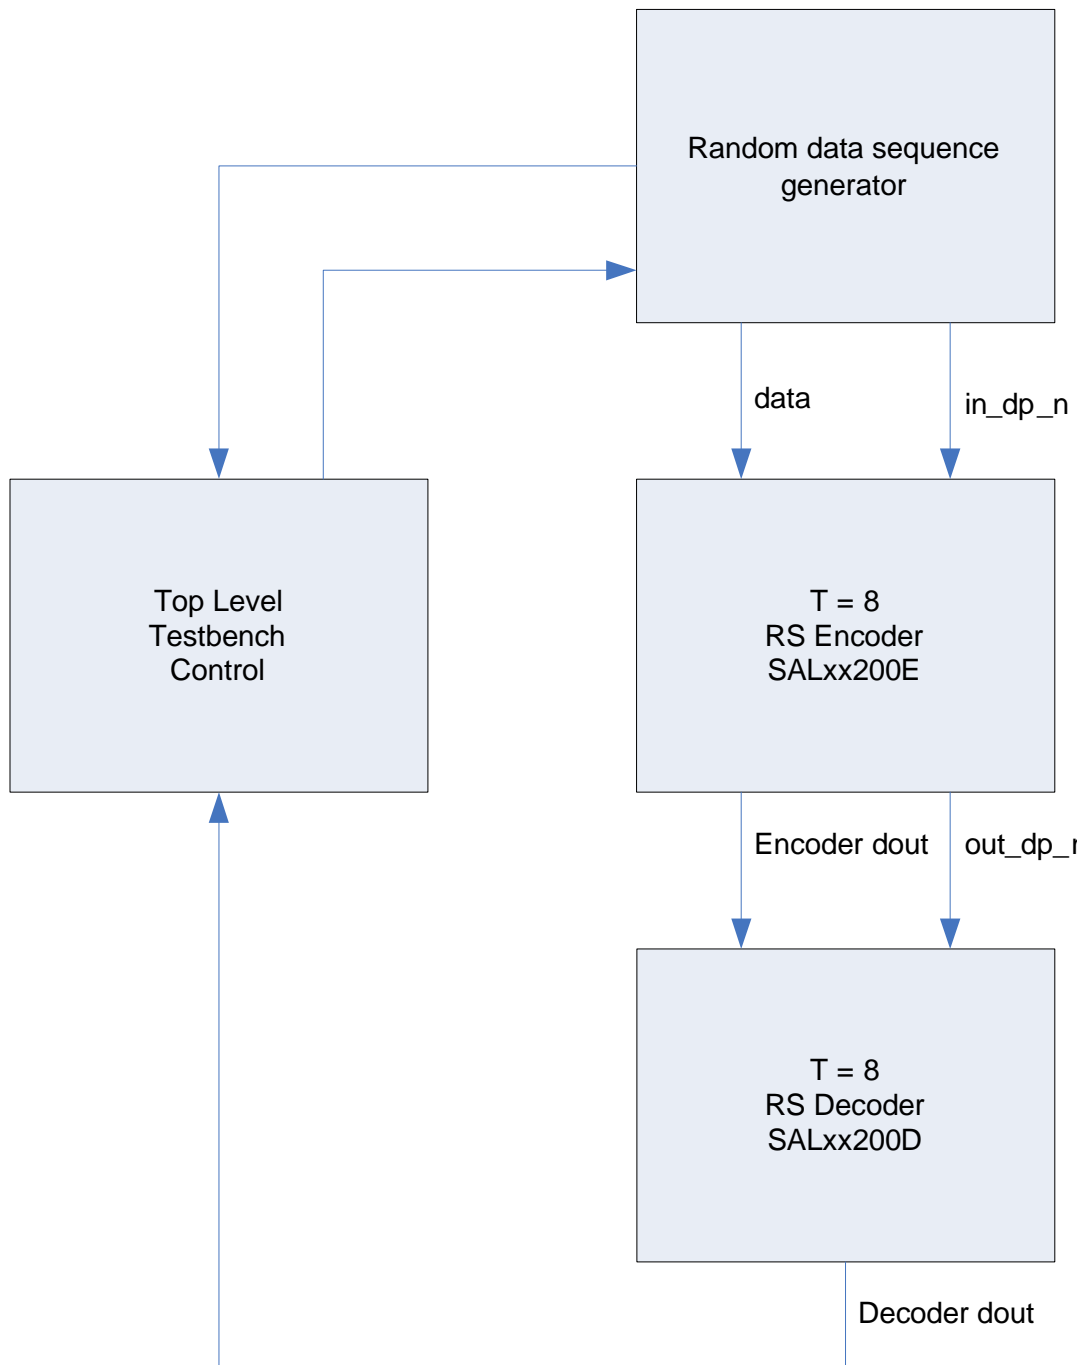 Random data sequence
generator
data
in_dp_n
Top Level
Testbench
Control
T = 8
RS Encoder
SALxx200E
Encoder dout
out_dp_
T = 8
RS Decoder
SALxx200D
Decoder dout